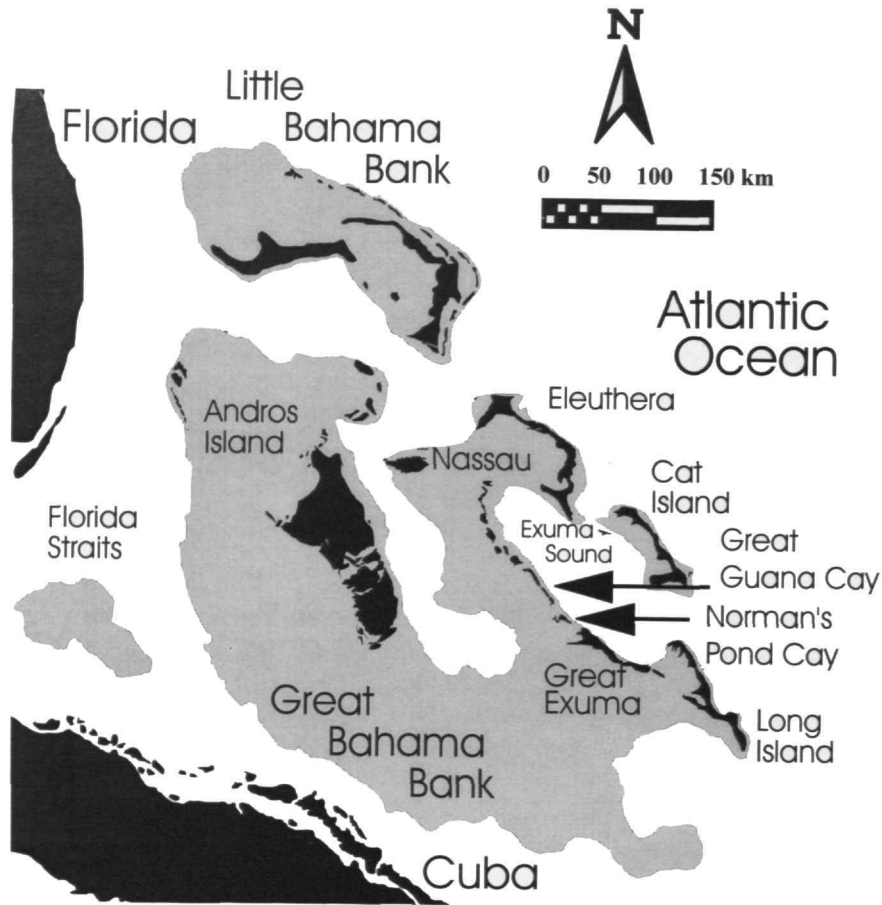 N
Little
Florida Bahama
Bank
0 50 100 150 km
Atlantic
Ocean
Andros
Island
Eleuthera
Nassau
Cat
Island
Florida
Straits
Exuma
Sound
Great
Guana Cay
Norman's
Pond Cay
Great
Exuma
Great
Bahama
Bank
Long
Island
Cuba